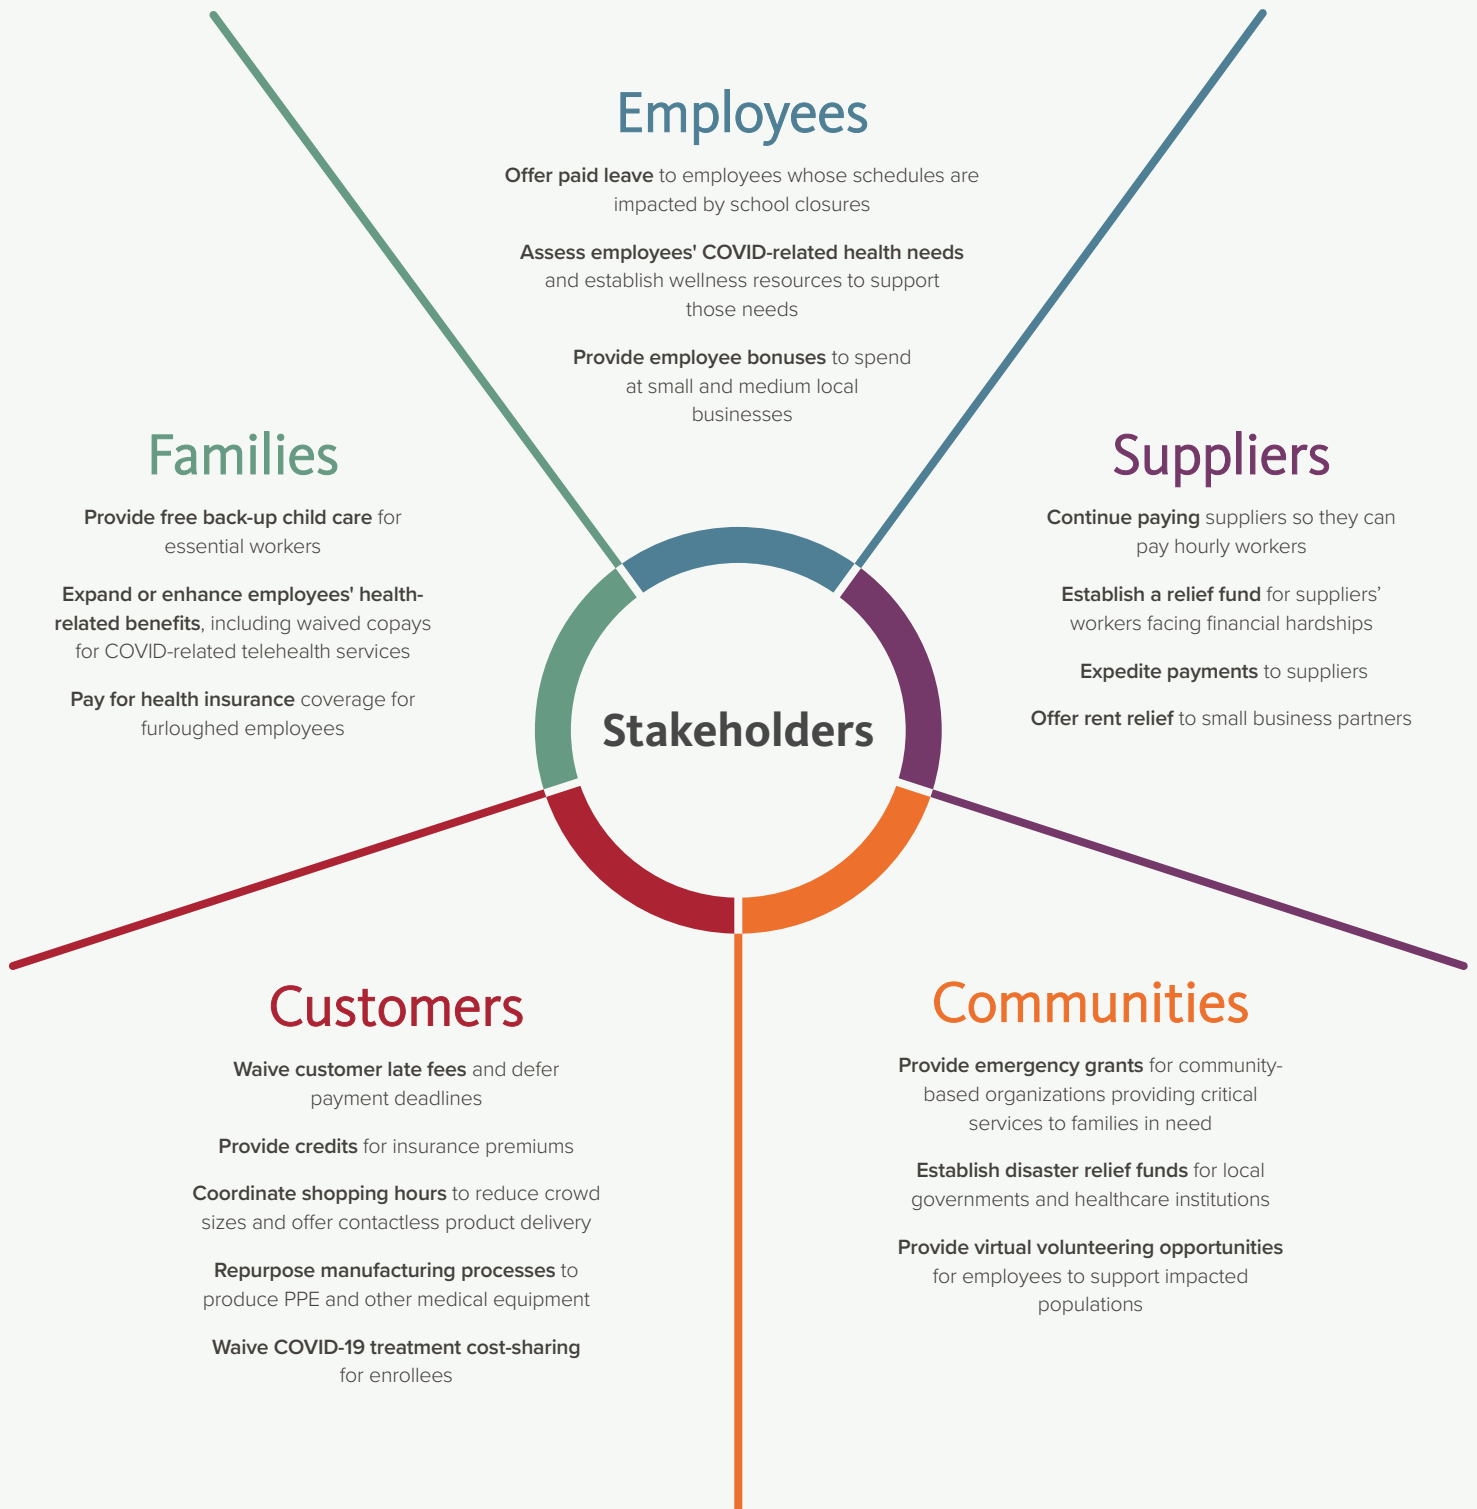 Employees
Offer paid leave to employees whose schedules are
impacted by school closures
Assess employees' COVID-related health needs
and establish wellness resources to support
those needs
Provide employee bonuses to spend
at small and medium local
businesses
Families
Provide free back-up child care for
essential workers
Expand or enhance employees' health-
related benefits, including waived copays
for COVID-related telehealth services
Pay for health insurance coverage for
furloughed employees
Suppliers
Continue paying suppliers so they can
pay hourly workers
Establish a relief fund for suppliers’
workers facing financial hardships
Expedite payments to suppliers
Offer rent relief to small business partners
Stakeholders
Customers
Waive customer late fees and defer
payment deadlines
Provide credits for insurance premiums
Coordinate shopping hours to reduce crowd
sizes and offer contactless product delivery
Repurpose manufacturing processes to
produce PPE and other medical equipment
Waive COVID-19 treatment cost-sharing
for enrollees
Communities
Provide emergency grants for community-
based organizations providing critical
services to families in need
Establish disaster relief funds for local
governments and healthcare institutions
Provide virtual volunteering opportunities
for employees to support impacted
populations